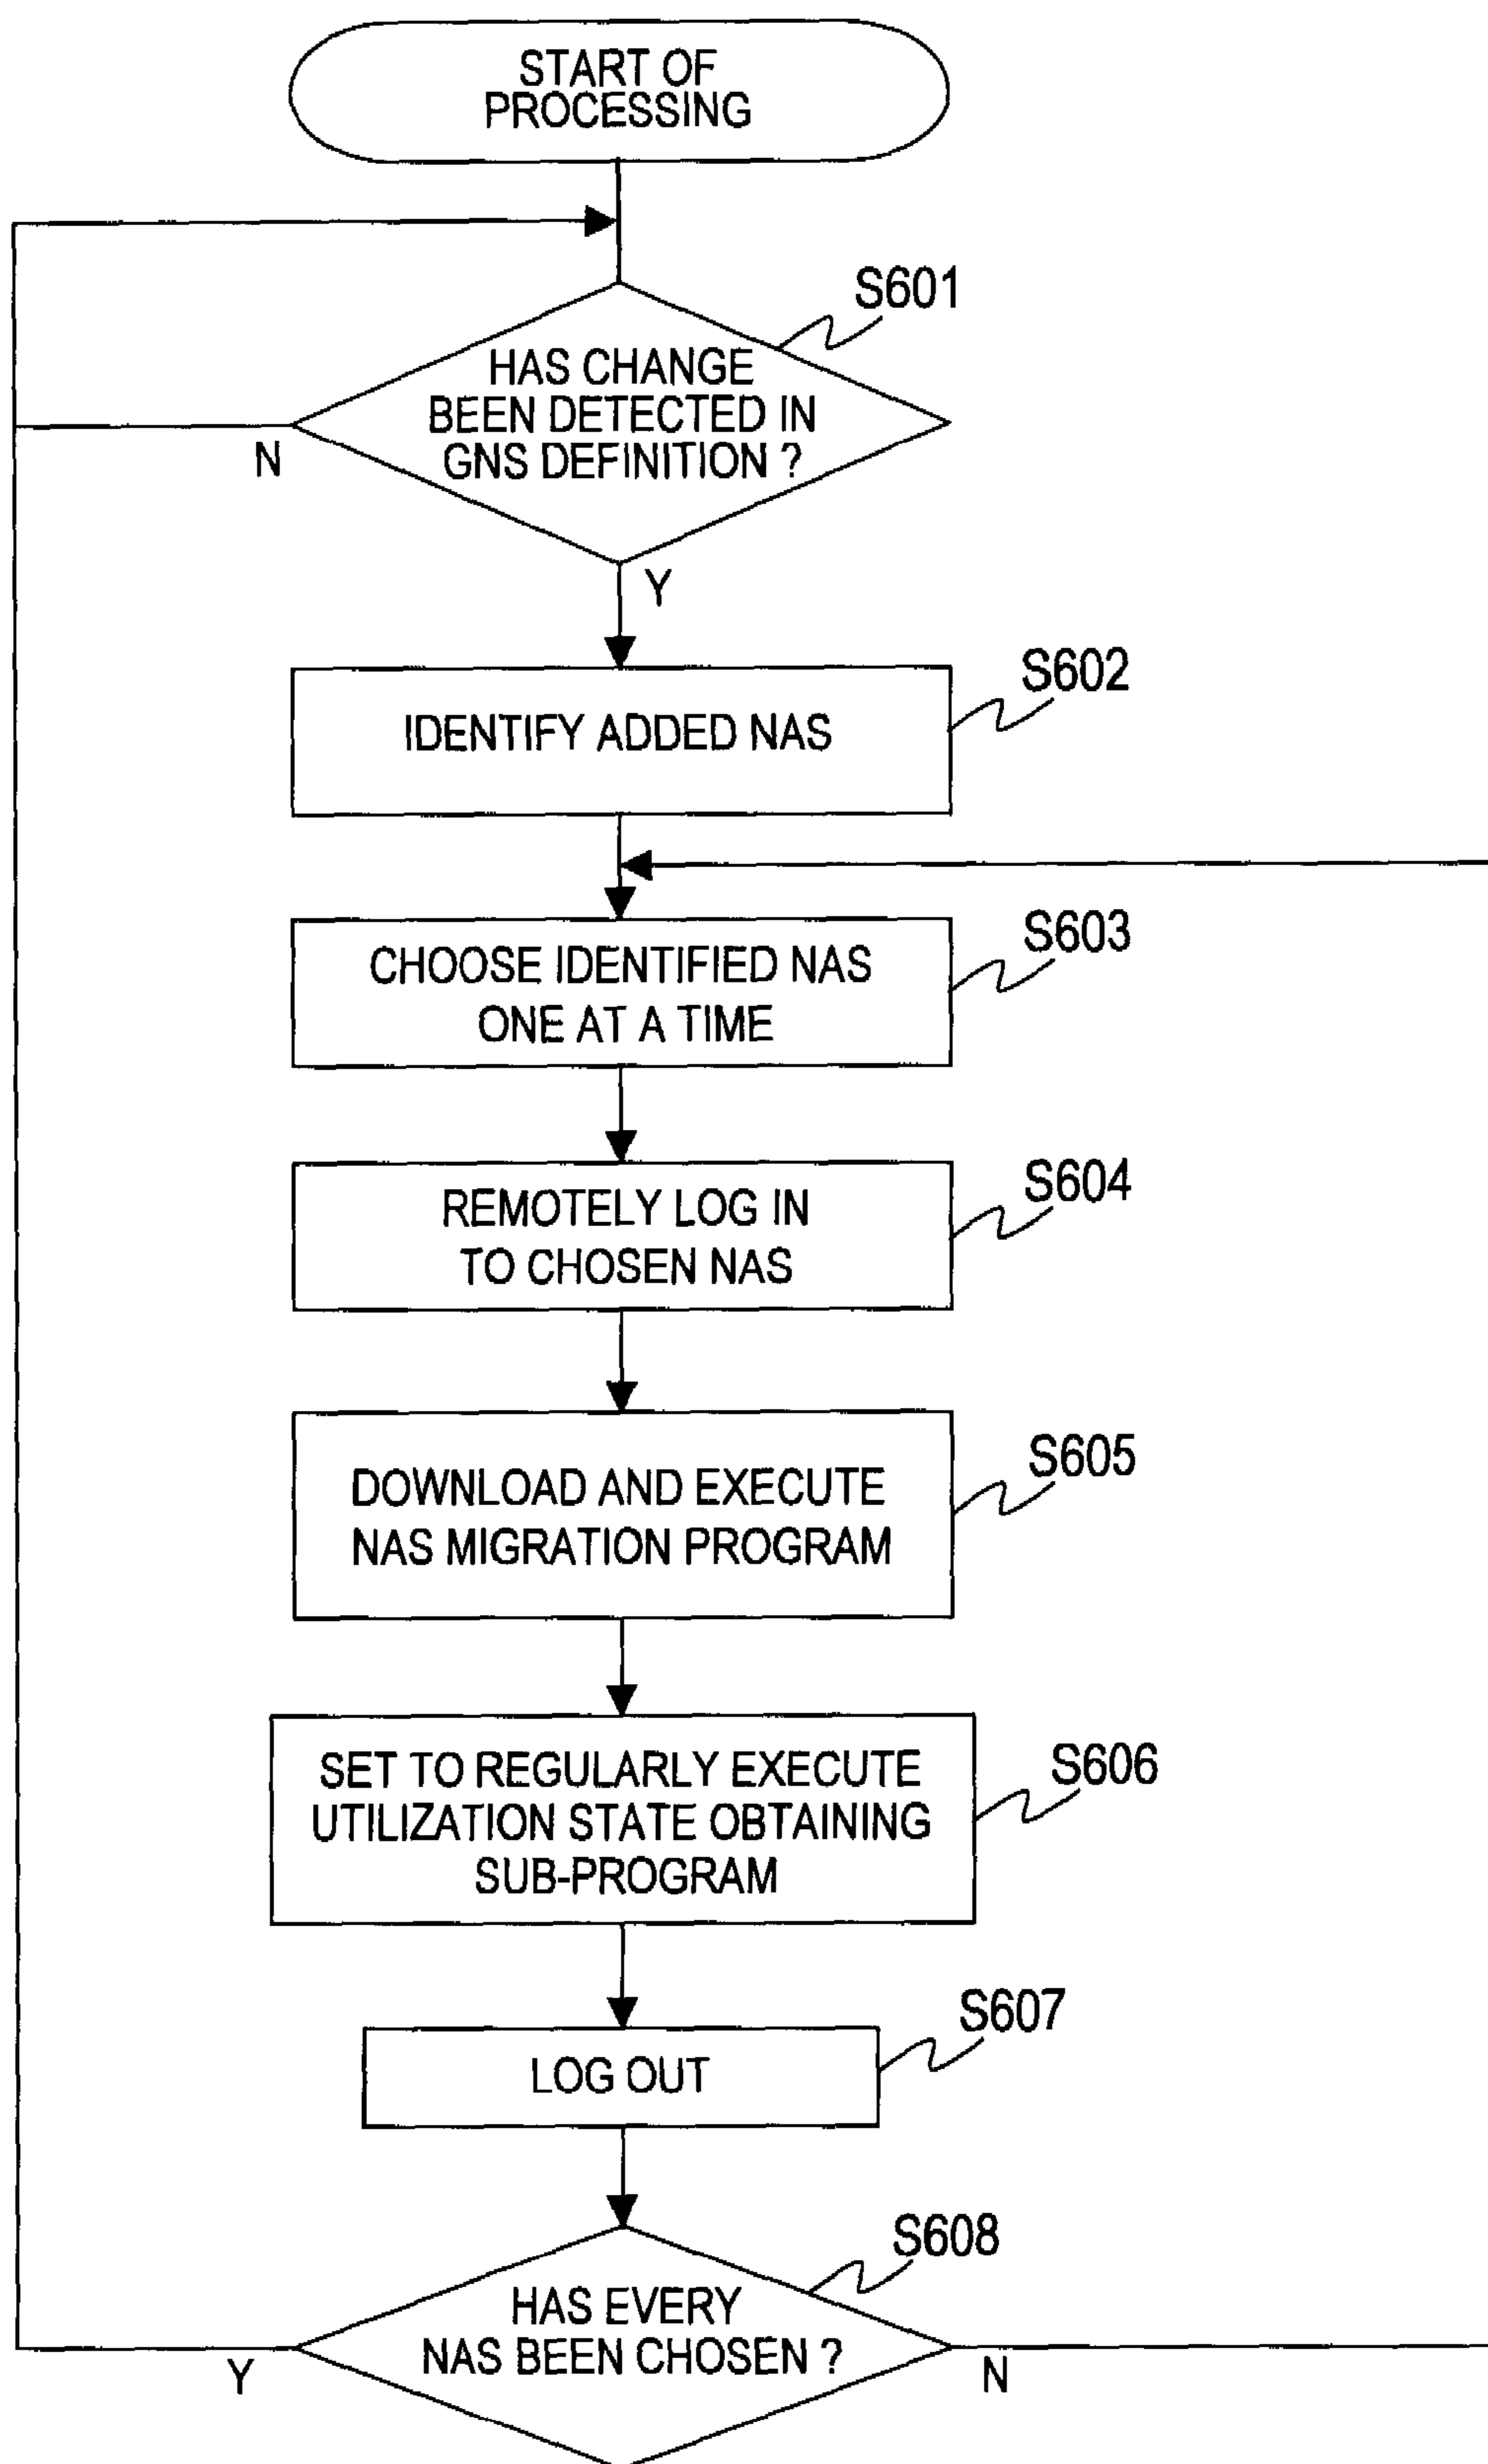 START OF
PROCESSING
S601
HAS CHANGE
BEEN DETECTED IN
GNS DEFINITION ?
N
Y
S602
IDENTIFY ADDED NAS
S603
CHOOSE IDENTIFIED NAS
ONE AT A TIME
S604
REMOTELY LOG IN
TO CHOSEN NAS
S605
DOWNLOAD AND EXECUTE
NAS MIGRATION PROGRAM
S606
SET TO REGULARLY EXECUTE
UTILIZATION STATE OBTAINING
SUB-PROGRAM
S607
LOG OUT
S608
HAS EVERY
NAS BEEN CHOSEN ?
Y
N